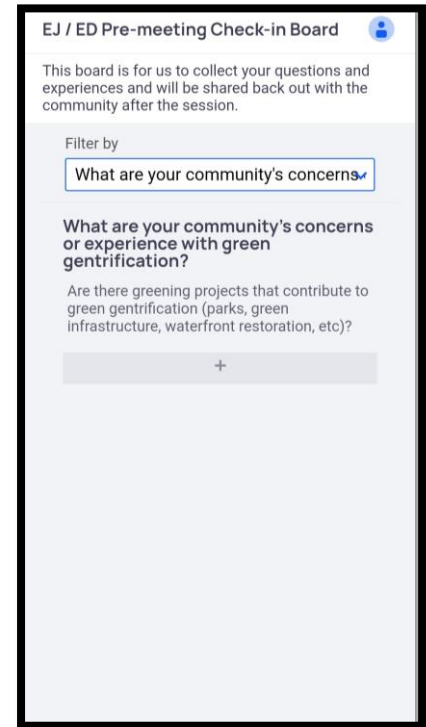 EJ / ED Pre-meeting Check-in Board
This board is for us to collect your questions and
experiences and will be shared back out with the
community after the session.
Filter by
What are your community's concerns
What are your community's concerns
or experience with green
gentrification?
Are there greening projects that contribute to
green gentrification (parks, green
infrastructure, waterfront restoration, etc)?
+